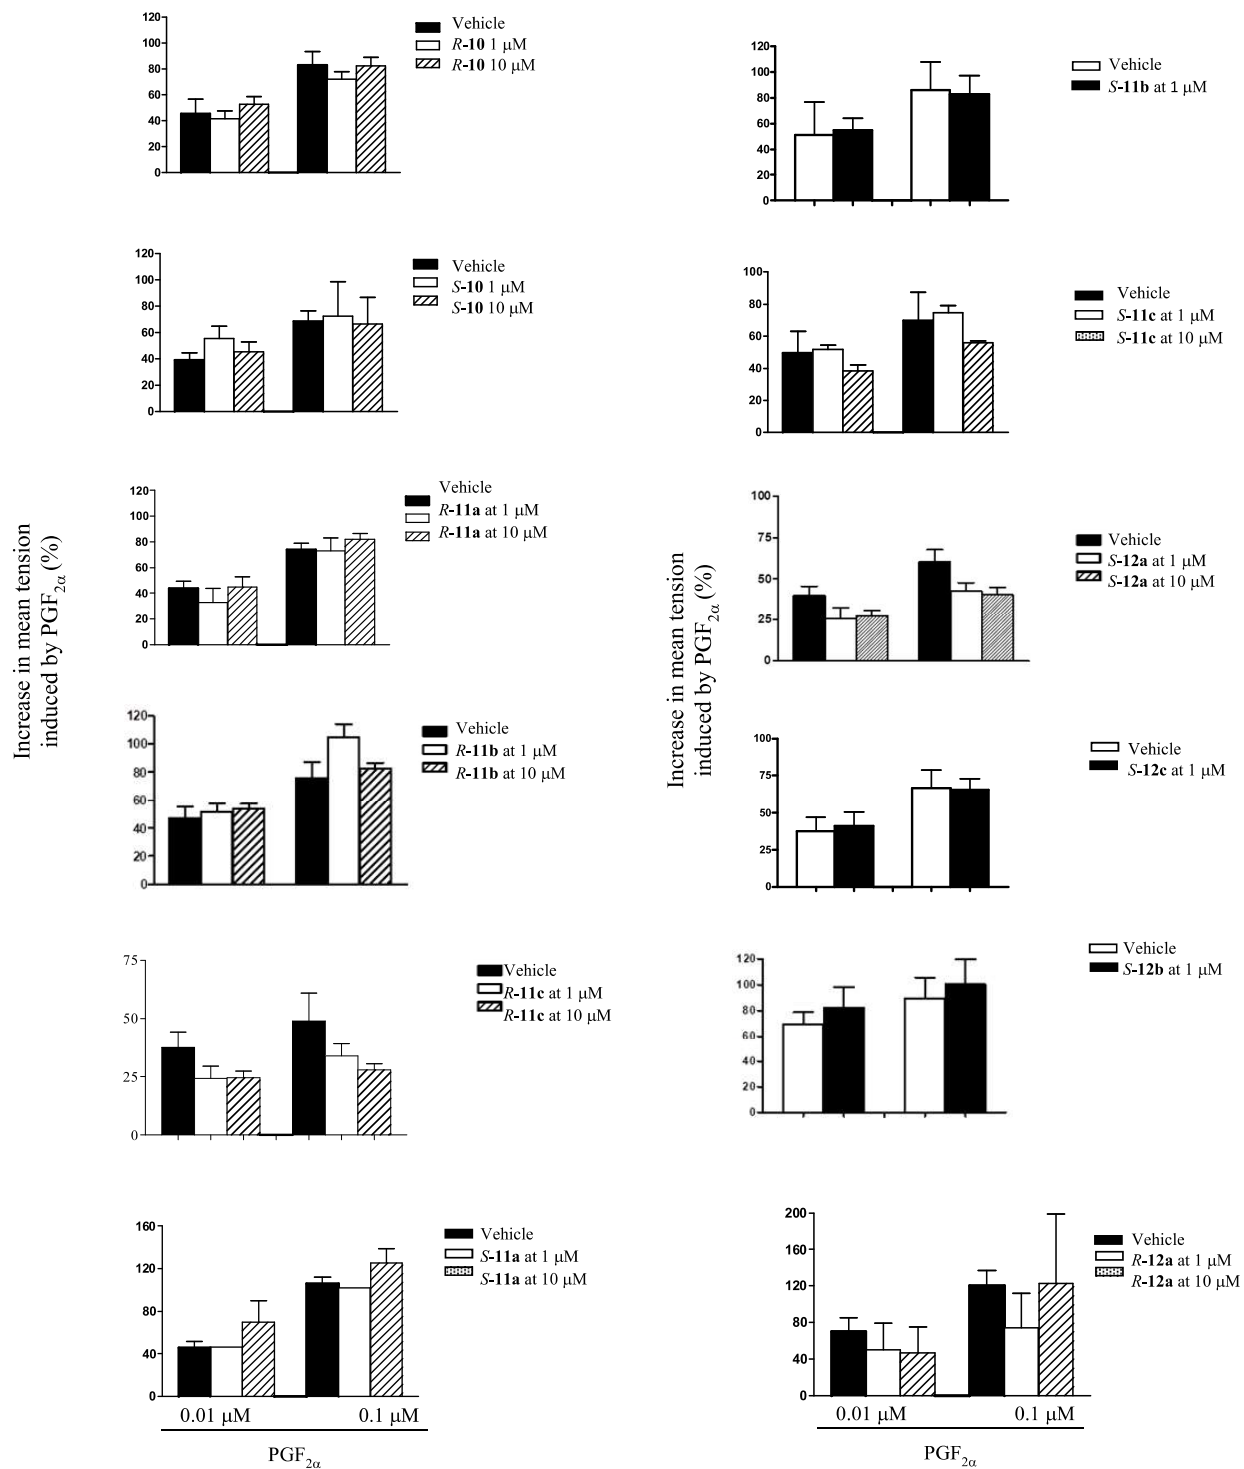 120
100
80
60
40
20
0
Vehicle
R-10 1 μM
R-10 10 μM
120
100
80
60
40
20
0
Vehicle
S-10 1 μM
S-10 10 μM
120
100
80
60
40
20
0
Vehicle
R-11a at 1 μM
R-11a at 10 μM
Increase in mean tension
induced by PGF2α (%)
120
100
80
60
40
20
0
Vehicle
R-11b at 1 μM
R-11b at 10 μM
75
50
25
0
Vehicle
R-11c at 1 μM
R-11c at 10 μM
160
120
80
40
0
Vehicle
S-11a at 1 μM
S-11a at 10 μM
0.01 μM 0.1 μM
PGF2α
120
100
80
60
40
20
0
Vehicle
S-11b at 1 μM
100
80
60
40
20
0
Vehicle
S-11c at 1 μM
S-11c at 10 μM
100
75
50
25
0
Vehicle
S-12a at 1 μM
S-12a at 10 μM
Increase in mean tension
induced by PGF2α (%)
100
75
50
25
0
Vehicle
S-12c at 1 μM
120
100
80
60
40
20
0
Vehicle
S-12b at 1 μM
200
160
120
80
40
0
Vehicle
R-12a at 1 μM
R-12a at 10 μM
0.01 μM 0.1 μM
PGF2α